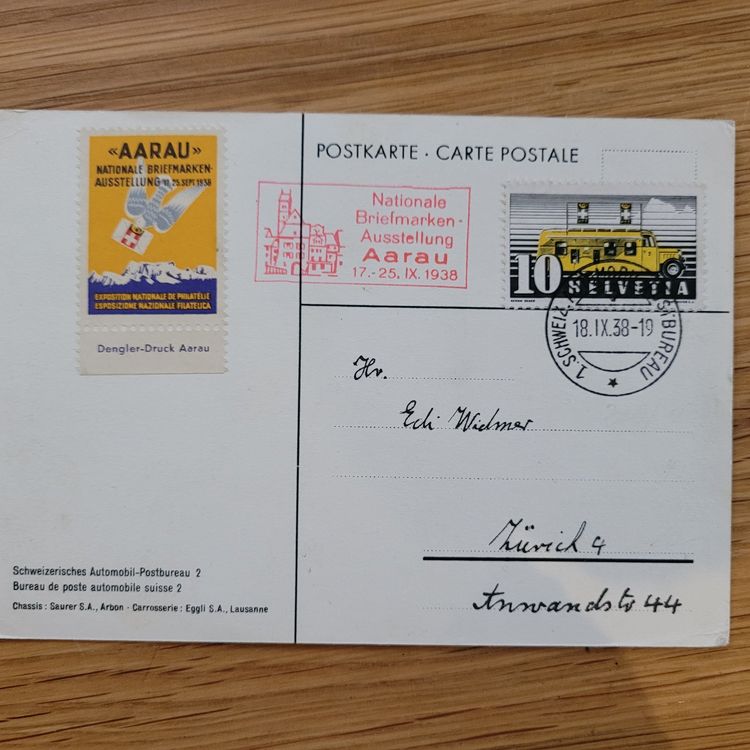 «AARAU»
NATIONALE BRIEFMARKEN-
AUSSTELLUNG 17.-25. SEPT. 1938
EXPOSITION NATIONALE DE PHILATÉLIE
ESPOSIZIONE NAZIONALE FILATELICA
Dengler-Druck Aarau
Nationale
Briefmarken-
Ausstellung
Aarau
17.-25. IX. 1938
POSTKARTE · CARTE POSTALE
10 HELVETIA
1. SCHWEIZ. POSTBUREAU
18.IX.38-19
Hr.
Edi Widmer
Zürich 4
Anwandstr 44
Schweizerisches Automobil-Postbureau 2
Bureau de poste automobile suisse 2
Chassis : Saurer S.A., Arbon · Carrosserie : Eggli S.A., Lausanne